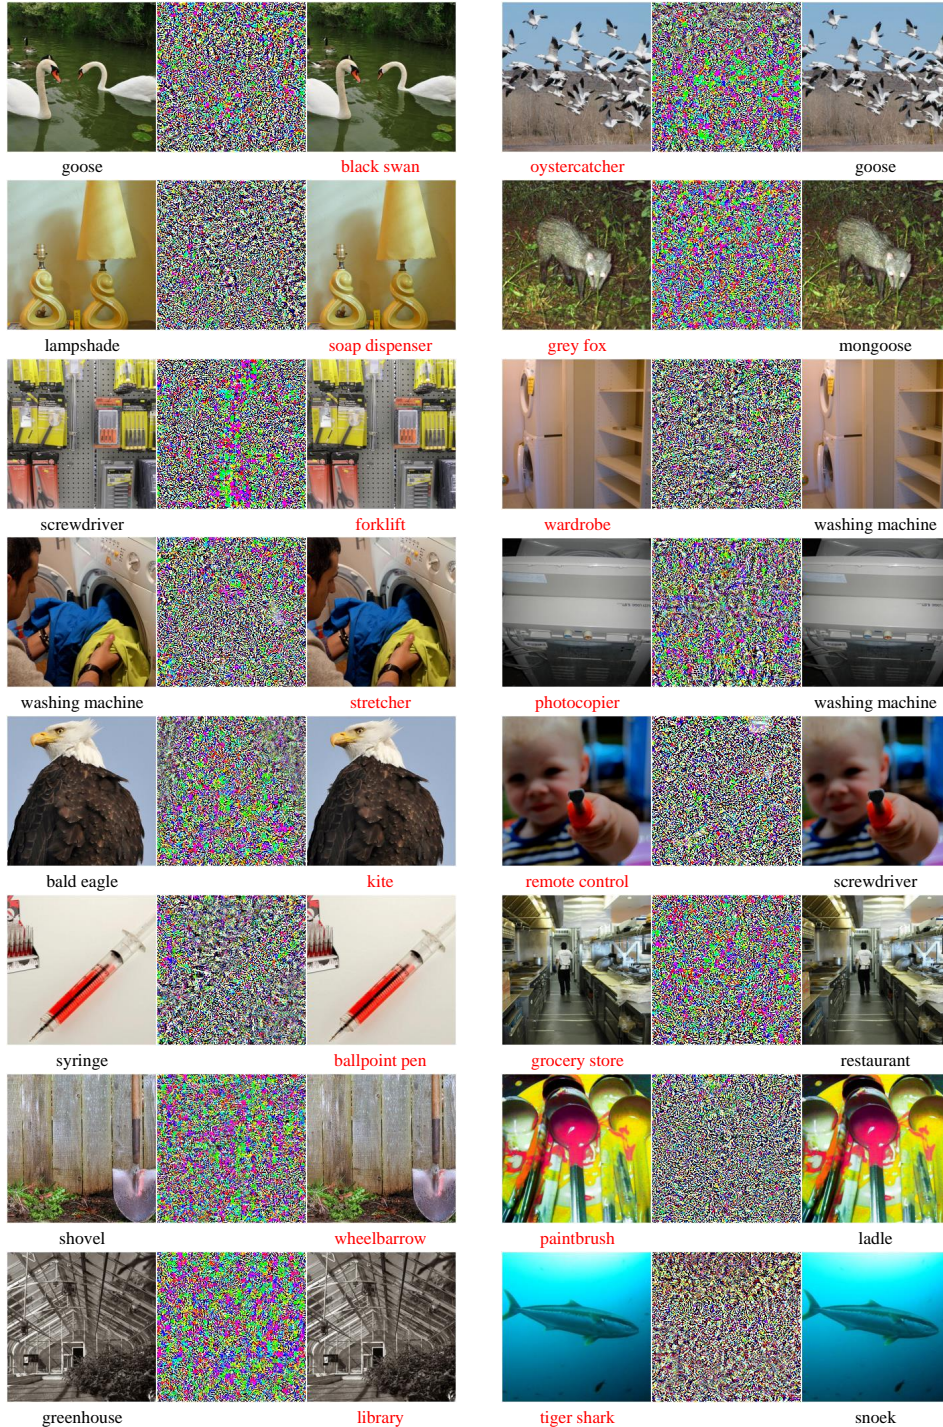 goose black swan oystercatcher goose
lampshade soap dispenser grey fox mongoose
screwdriver forklift wardrobe washing machine
washing machine stretcher photocopier washing machine
bald eagle kite remote control screwdriver
syringe ballpoint pen grocery store restaurant
shovel wheelbarrow paintbrush ladle
greenhouse library tiger shark snoek